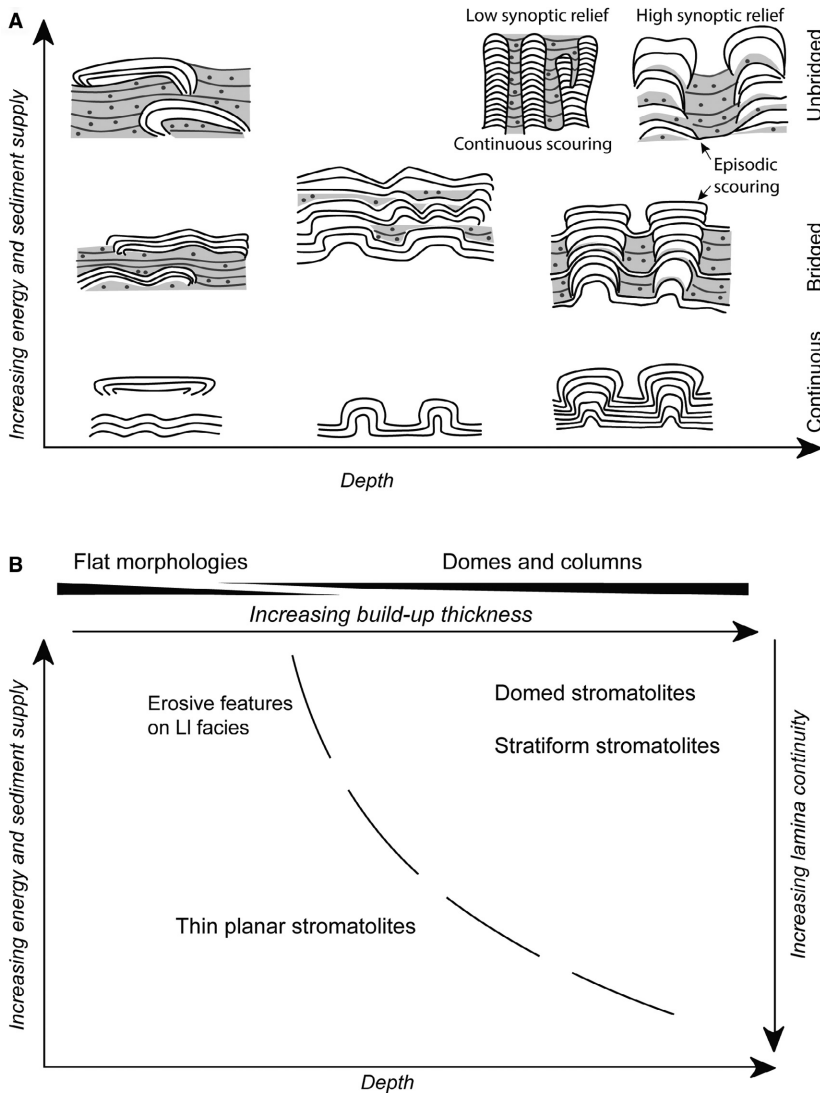 A
Low synoptic relief
High synoptic relief
Unbridged
Continuous scouring
Episodic
scouring
Increasing energy and sediment supply
Bridged
Continuous
Depth
B
Flat morphologies
Domes and columns
Increasing build-up thickness
Increasing energy and sediment supply
Erosive features
on LI facies
Domed stromatolites
Stratiform stromatolites
Thin planar stromatolites
Increasing lamina continuity
Depth